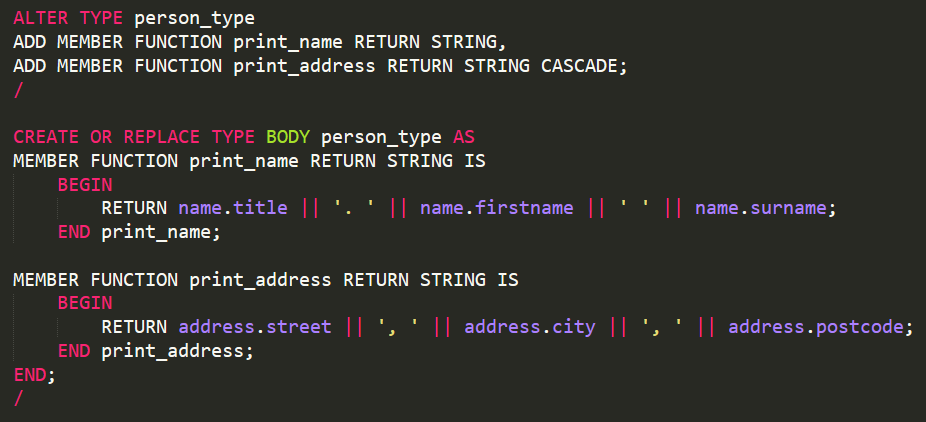 ALTER TYPE person_type
ADD MEMBER FUNCTION print_name RETURN STRING,
ADD MEMBER FUNCTION print_address RETURN STRING CASCADE;
/
CREATE OR REPLACE TYPE BODY person_type AS
MEMBER FUNCTION print_name RETURN STRING IS
BEGIN
RETURN name.title || '. ' || name.firstname || ' ' || name.surname;
END print_name;
MEMBER FUNCTION print_address RETURN STRING IS
BEGIN
RETURN address.street || ', ' || address.city || ', ' || address.postcode;
END print_address;
END;
/